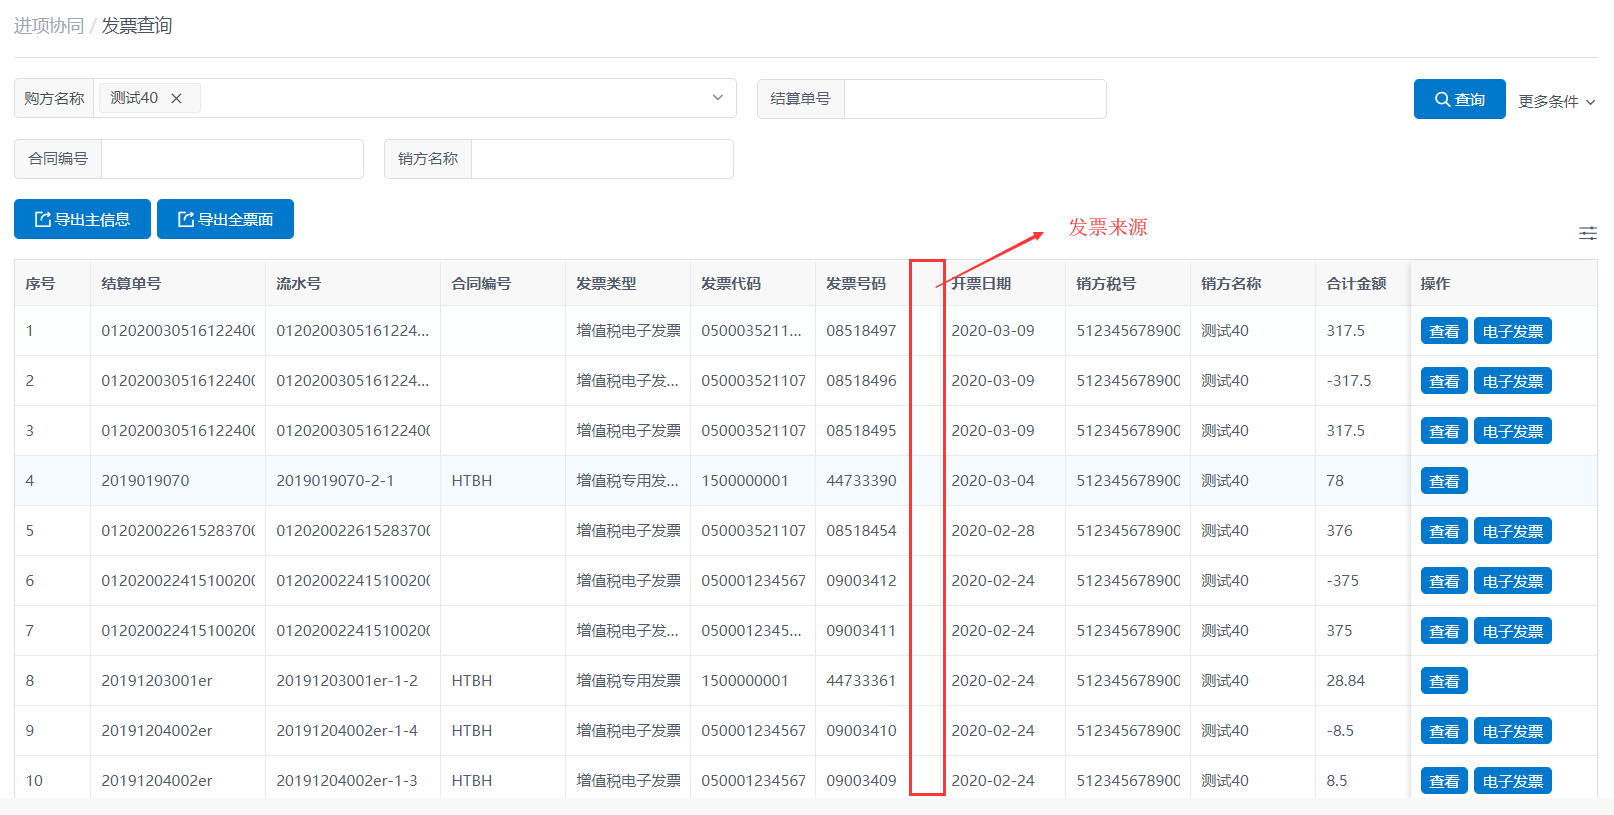 进项协同 / 发票查询
购方名称 测试40 × 结算单号 查询 更多条件
合同编号 销方名称
导出主信息 导出全票面
发票来源
序号 结算单号 流水号 合同编号 发票类型 发票代码 发票号码 开票日期 销方税号 销方名称 合计金额 操作
1 01202003051612240( 0120200305161224... 增值税电子发票 0500035211... 08518497 2020-03-09 512345678900 测试40 317.5 查看 电子发票
2 01202003051612240( 0120200305161224... 增值税电子发... 050003521107 08518496 2020-03-09 512345678900 测试40 -317.5 查看 电子发票
3 01202003051612240( 01202003051612240( 增值税电子发票 050003521107 08518495 2020-03-09 512345678900 测试40 317.5 查看 电子发票
4 2019019070 2019019070-2-1 HTBH 增值税专用发... 1500000001 44733390 2020-03-04 512345678900 测试40 78 查看
5 01202002261528370( 01202002261528370( 增值税电子发票 050003521107 08518454 2020-02-28 512345678900 测试40 376 查看 电子发票
6 01202002241510020( 01202002241510020( 增值税电子发票 050001234567 09003412 2020-02-24 512345678900 测试40 -375 查看 电子发票
7 01202002241510020( 01202002241510020( 增值税电子发... 0500012345... 09003411 2020-02-24 512345678900 测试40 375 查看 电子发票
8 20191203001er 20191203001er-1-2 HTBH 增值税专用发票 1500000001 44733361 2020-02-24 512345678900 测试40 28.84 查看
9 20191204002er 20191204002er-1-4 HTBH 增值税电子发票 050001234567 09003410 2020-02-24 512345678900 测试40 -8.5 查看 电子发票
10 20191204002er 20191204002er-1-3 HTBH 增值税电子发票 050001234567 09003409 2020-02-24 512345678900 测试40 8.5 查看 电子发票